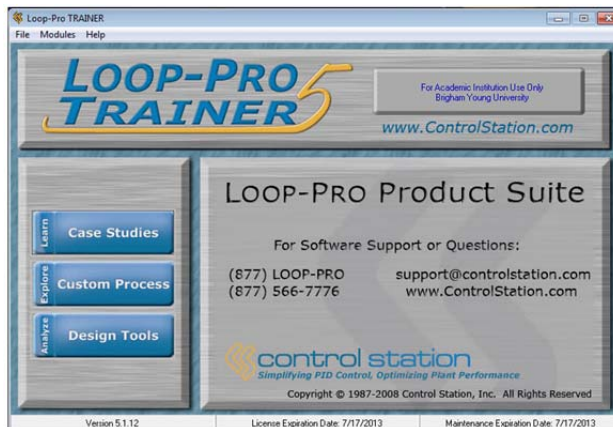 Loop-Pro TRAINER
File Modules Help
LOOP-PRO
TRAINER 5
For Academic Institution Use Only
Brigham Young University
www.ControlStation.com
Learn
Case Studies
Explore
Custom Process
Analyze
Design Tools
LOOP-PRO PRODUCT SUITE
For Software Support or Questions:
(877) LOOP-PRO support@controlstation.com
(877) 566-7776 www.ControlStation.com
control station
Simplifying PID Control, Optimizing Plant Performance
Copyright © 1987-2008 Control Station, Inc. All Rights Reserved
Version 5.1.12 License Expiration Date: 7/17/2013 Maintenance Expiration Date: 7/17/2013